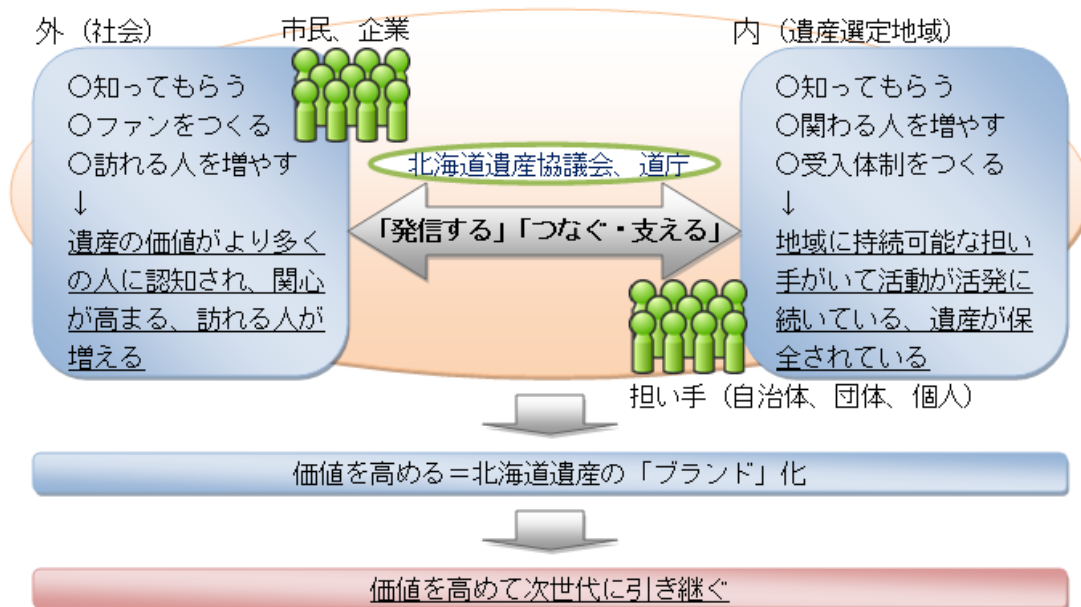 外（社会）
市民、企業
○知ってもらう
○ファンをつくる
○訪れる人を増やす
↓
遺産の価値がより多く
の人に認知され、関心
が高まる、訪れる人が
増える
北海道遺産協議会、道庁
「発信する」「つなぐ・支える」
内（遺産選定地域）
○知ってもらう
○関わる人を増やす
○受入体制をつくる
↓
地域に持続可能な担い
手がいて活動が活発に
続いている、遺産が保
全されている
担い手（自治体、団体、個人）
価値を高める＝北海道遺産の「ブランド」化
価値を高めて次世代に引き継ぐ